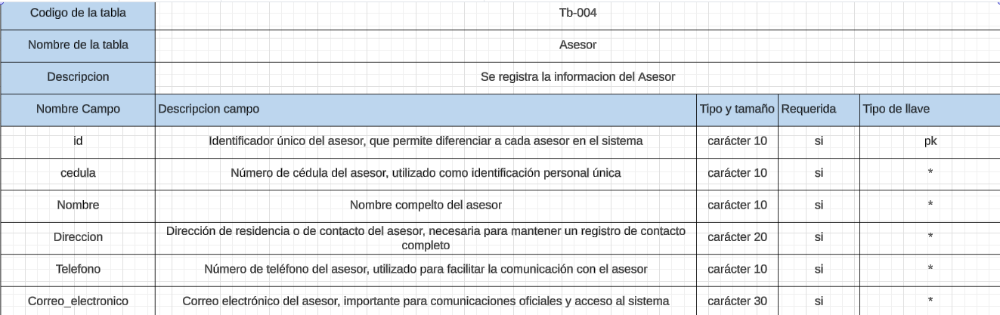 Codigo de la tabla Tb-004
Nombre de la tabla Asesor
Descripcion Se registra la informacion del Asesor
Nombre Campo Descripcion campo Tipo y tamaño Requerida Tipo de llave
id Identificador único del asesor, que permite diferenciar a cada asesor en el sistema carácter 10 si pk
cedula Número de cédula del asesor, utilizado como identificación personal única carácter 10 si *
Nombre Nombre compelto del asesor carácter 10 si *
Direccion Dirección de residencia o de contacto del asesor, necesaria para mantener un registro de contacto
completo carácter 20 si *
Telefono Número de teléfono del asesor, utilizado para facilitar la comunicación con el asesor carácter 10 si *
Correo_electronico Correo electrónico del asesor, importante para comunicaciones oficiales y acceso al sistema carácter 30 si *